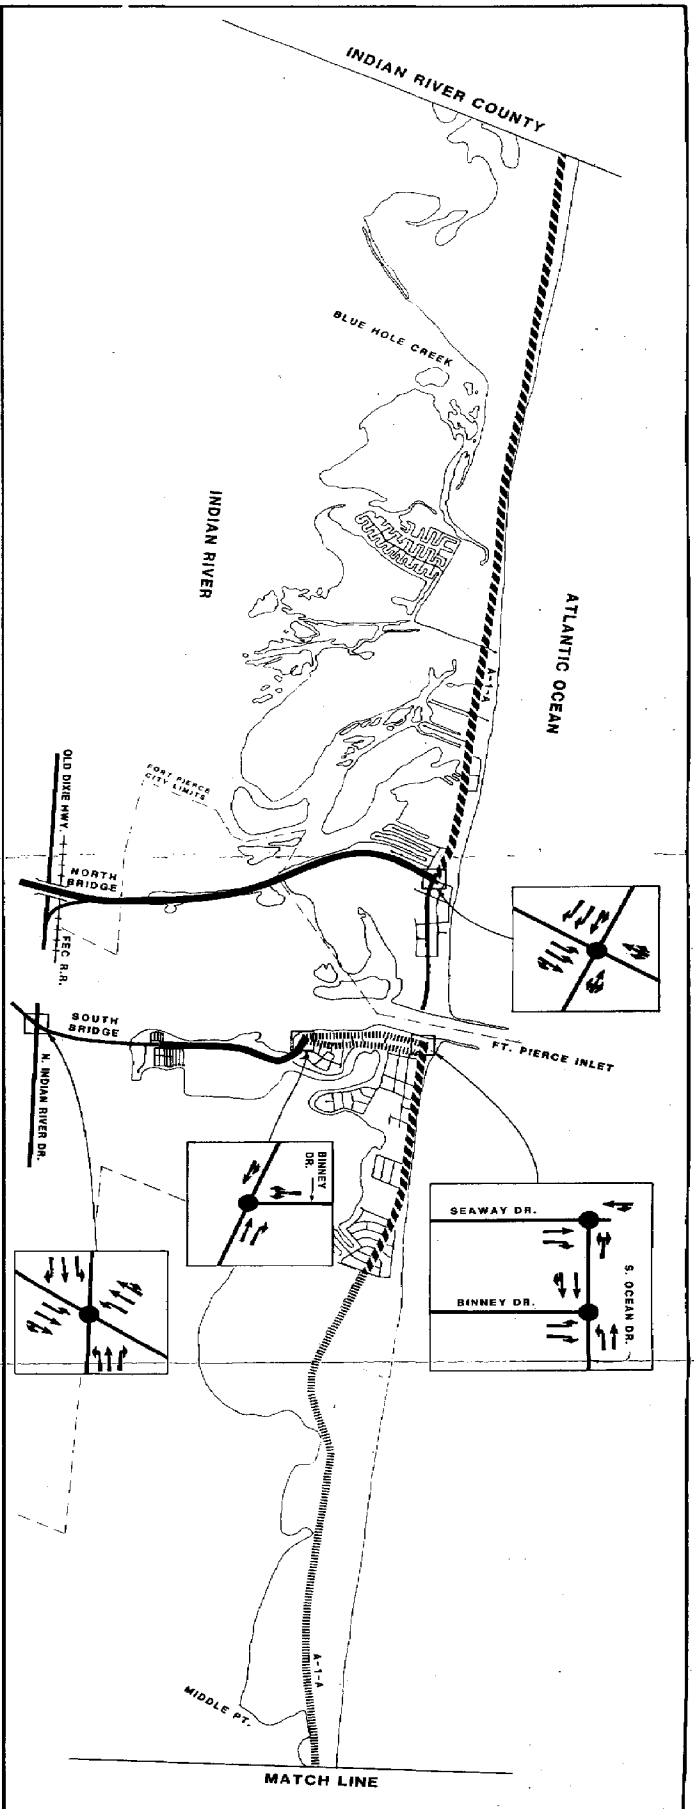 INDIAN RIVER COUNTY
BLUE HOLE CREEK
INDIAN RIVER
ATLANTIC OCEAN
A-1-A
OLD DIXIE HWY.
FORT PIERCE
CITY LIMITS
NORTH
BRIDGE
FEC R.R.
SOUTH
BRIDGE
N. INDIAN RIVER DR.
FT. PIERCE INLET
BINNEY
DR.
SEAWAY DR.
S. OCEAN DR.
BINNEY DR.
A-1-A
MIDDLE PT.
MATCH LINE